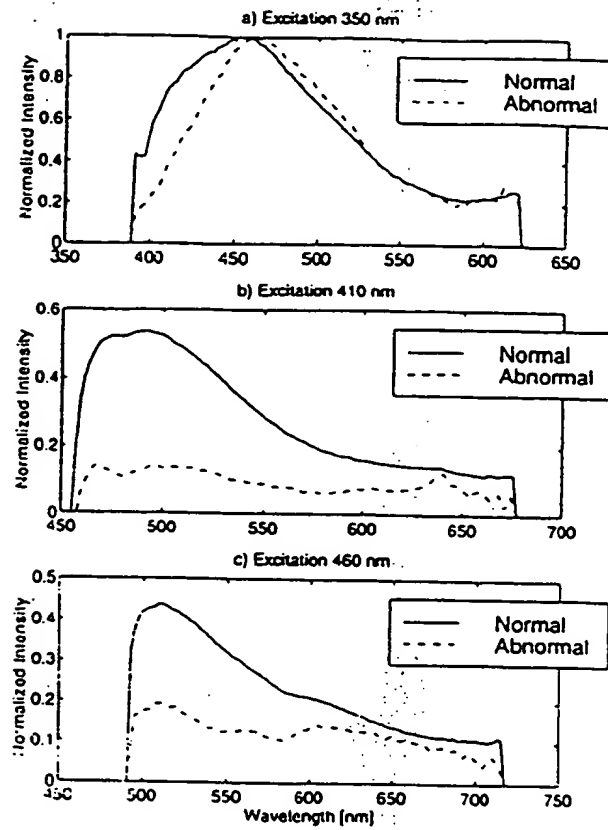 a) Excitation 350 nm
Normalized Intensity
1
0.8
0.6
0.4
0.2
0
Normal
Abnormal
350 400 450 500 550 600 650
b) Excitation 410 nm
Normalized Intensity
0.6
0.4
0.2
0
Normal
Abnormal
450 500 550 600 650 700
c) Excitation 460 nm
Normalized Intensity
0.5
0.4
0.3
0.2
0.1
0
Normal
Abnormal
450 500 550 600 650 700 750
Wavelength [nm]